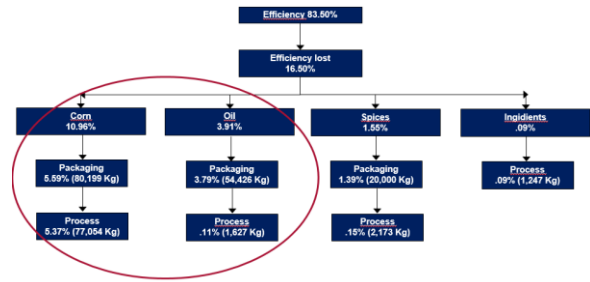 Efficiency 83.50%
Efficiency lost
16.50%
Corn
10.96%
Oil
3.91%
Spices
1.55%
Ingidients
.09%
Packaging
5.59% (80,199 Kg)
Packaging
3.79% (54,426 Kg)
Packaging
1.39% (20,000 Kg)
Process
.09% (1,247 Kg)
Process
5.37% (77,054 Kg)
Process
.11% (1,627 Kg)
Process
.15% (2,173 Kg)